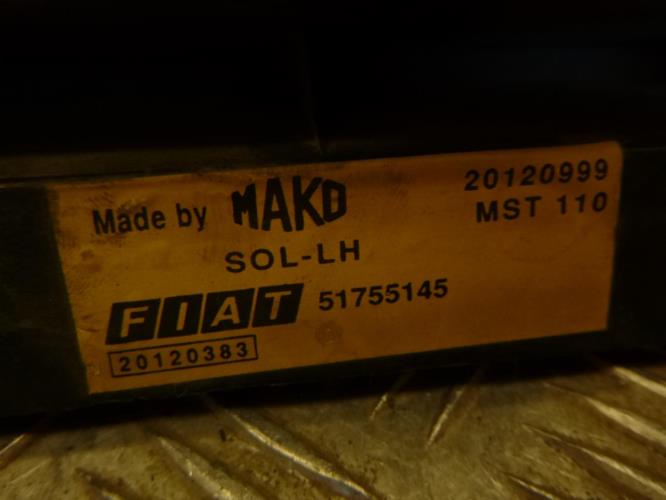 Made by MAKO
20120999
MST 110
SOL-LH
FIAT 51755145
20120383